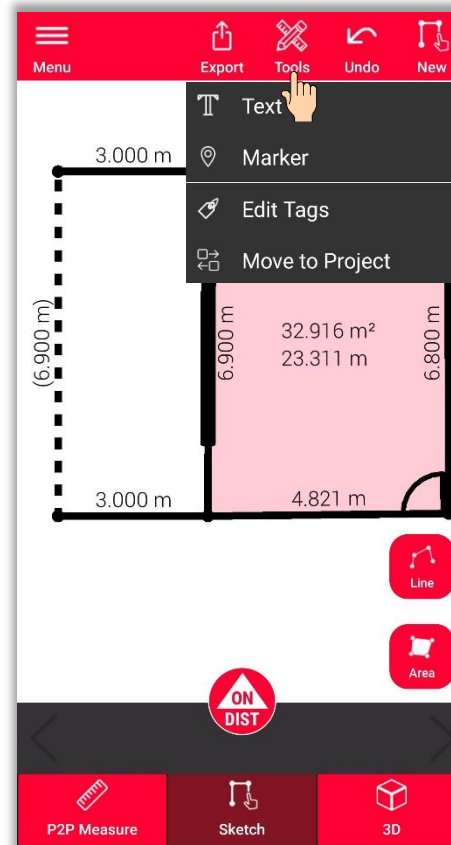 Menu
Export
Tools
Undo
New
Text
Marker
Edit Tags
Move to Project
3.000 m
(6.900 m)
6.900 m
32.916 m²
23.311 m
6.800 m
3.000 m
4.821 m
Line
Area
ON
DIST
P2P Measure
Sketch
3D